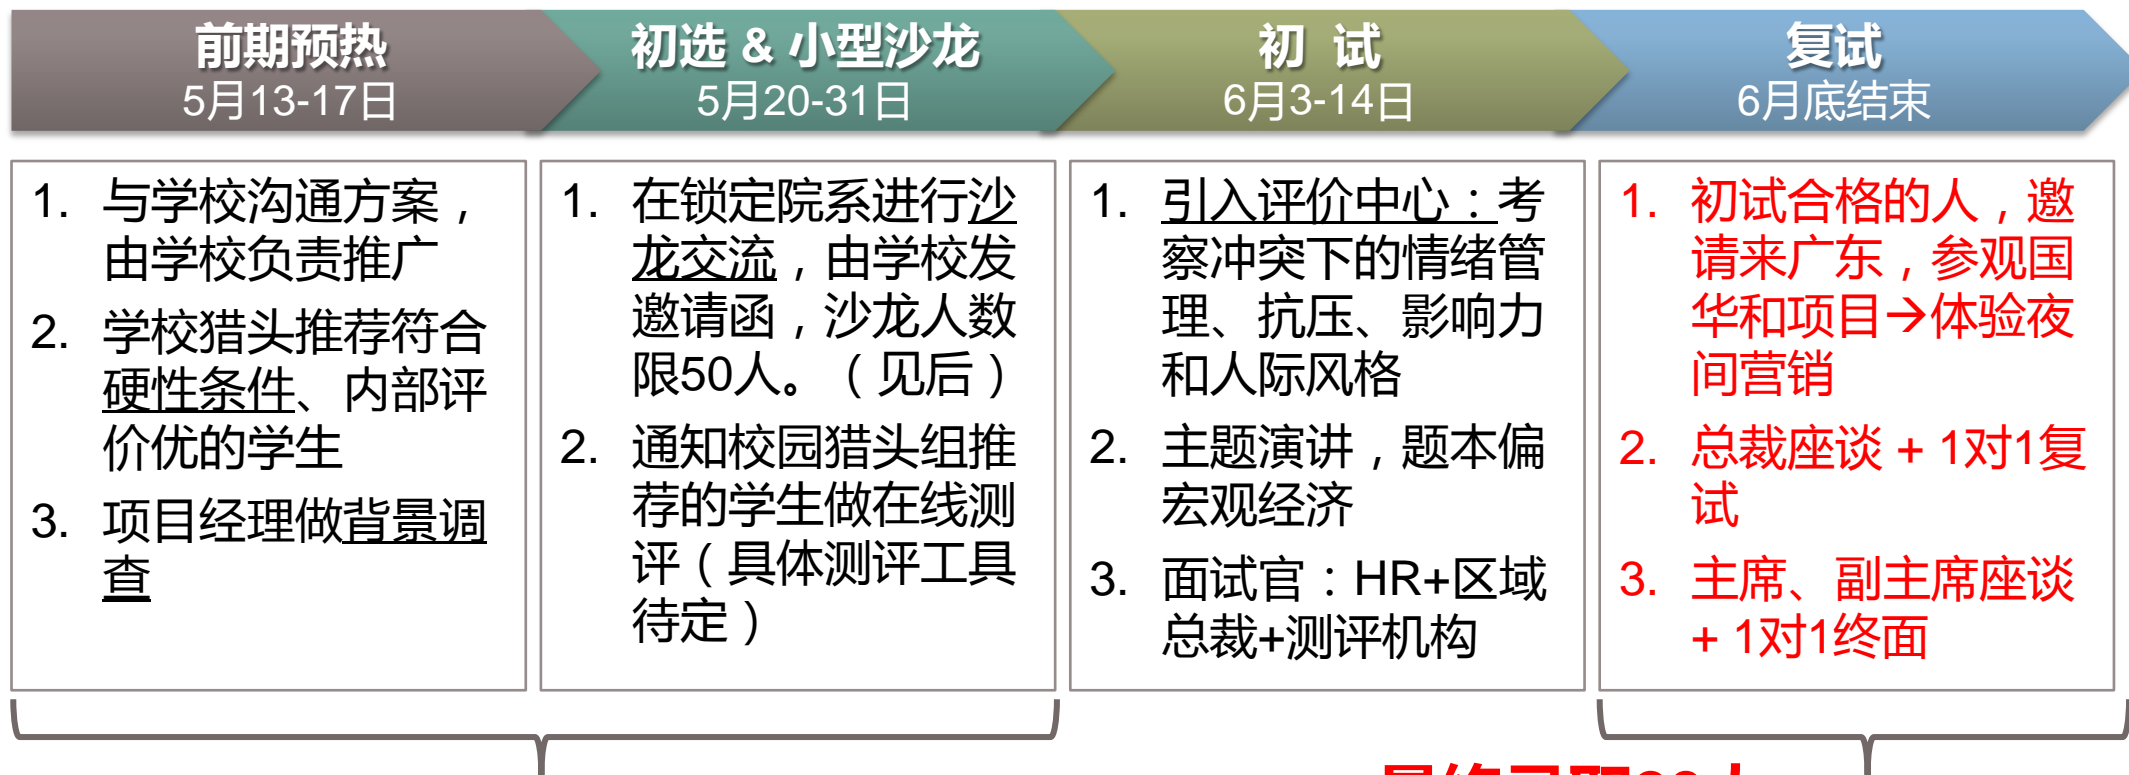 前期预热
5月13-17日
初选 & 小型沙龙
5月20-31日
初 试
6月3-14日
复试
6月底结束
1. 与学校沟通方案，
由学校负责推广
2. 学校猎头推荐符合
硬性条件、内部评
价优的学生
3. 项目经理做背景调
查
1. 在锁定院系进行沙
龙交流，由学校发
邀请函，沙龙人数
限50人。（见后）
2. 通知校园猎头组推
荐的学生做在线测
评（具体测评工具
待定）
1. 引入评价中心：考
察冲突下的情绪管
理、抗压、影响力
和人际风格
2. 主题演讲，题本偏
宏观经济
3. 面试官：HR+区域
总裁+测评机构
1. 初试合格的人，邀
请来广东，参观国
华和项目→体验夜
间营销
2. 总裁座谈 + 1对1复
试
3. 主席、副主席座谈
+ 1对1终面